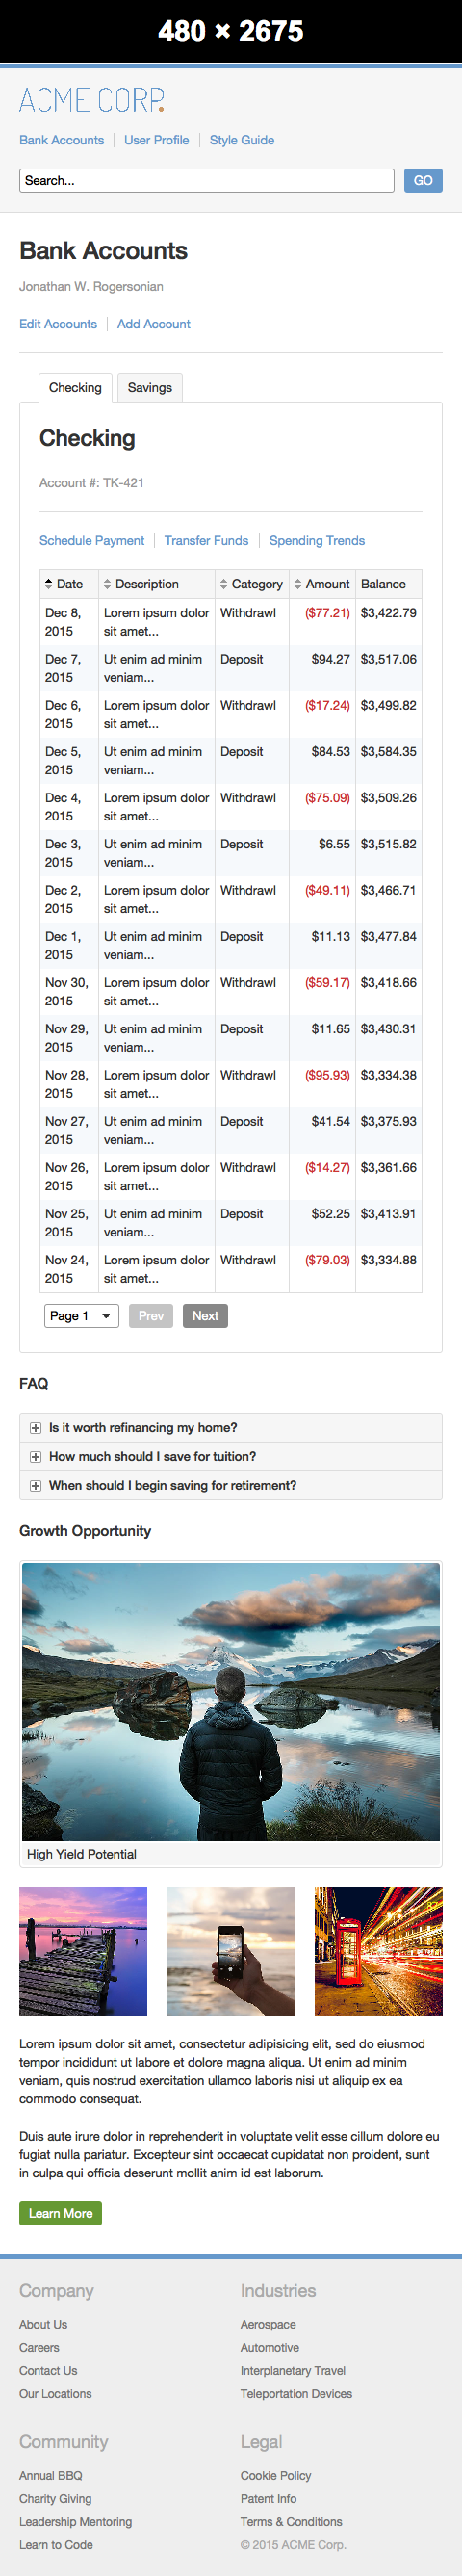 480 × 2675
ACME CORP.
Bank Accounts | User Profile | Style Guide
Search... GO
Bank Accounts
Jonathan W. Rogersonian
Edit Accounts | Add Account
Checking Savings
Checking
Account #: TK-421
Schedule Payment | Transfer Funds | Spending Trends
Date Description Category Amount Balance
Dec 8, Lorem ipsum dolor Withdrawl ($77.21) $3,422.79
2015 sit amet...
Dec 7, Ut enim ad minim Deposit $94.27 $3,517.06
2015 veniam...
Dec 6, Lorem ipsum dolor Withdrawl ($17.24) $3,499.82
2015 sit amet...
Dec 5, Ut enim ad minim Deposit $84.53 $3,584.35
2015 veniam...
Dec 4, Lorem ipsum dolor Withdrawl ($75.09) $3,509.26
2015 sit amet...
Dec 3, Ut enim ad minim Deposit $6.55 $3,515.82
2015 veniam...
Dec 2, Lorem ipsum dolor Withdrawl ($49.11) $3,466.71
2015 sit amet...
Dec 1, Ut enim ad minim Deposit $11.13 $3,477.84
2015 veniam...
Nov 30, Lorem ipsum dolor Withdrawl ($59.17) $3,418.66
2015 sit amet...
Nov 29, Ut enim ad minim Deposit $11.65 $3,430.31
2015 veniam...
Nov 28, Lorem ipsum dolor Withdrawl ($95.93) $3,334.38
2015 sit amet...
Nov 27, Ut enim ad minim Deposit $41.54 $3,375.93
2015 veniam...
Nov 26, Lorem ipsum dolor Withdrawl ($14.27) $3,361.66
2015 sit amet...
Nov 25, Ut enim ad minim Deposit $52.25 $3,413.91
2015 veniam...
Nov 24, Lorem ipsum dolor Withdrawl ($79.03) $3,334.88
2015 sit amet...
Page 1 Prev Next
FAQ
Is it worth refinancing my home?
How much should I save for tuition?
When should I begin saving for retirement?
Growth Opportunity
High Yield Potential
Lorem ipsum dolor sit amet, consectetur adipisicing elit, sed do eiusmod
tempor incididunt ut labore et dolore magna aliqua. Ut enim ad minim
veniam, quis nostrud exercitation ullamco laboris nisi ut aliquip ex ea
commodo consequat.
Duis aute irure dolor in reprehenderit in voluptate velit esse cillum dolore eu
fugiat nulla pariatur. Excepteur sint occaecat cupidatat non proident, sunt
in culpa qui officia deserunt mollit anim id est laborum.
Learn More
Company
About Us
Careers
Contact Us
Our Locations
Industries
Aerospace
Automotive
Interplanetary Travel
Teleportation Devices
Community
Annual BBQ
Charity Giving
Leadership Mentoring
Learn to Code
Legal
Cookie Policy
Patent Info
Terms & Conditions
© 2015 ACME Corp.